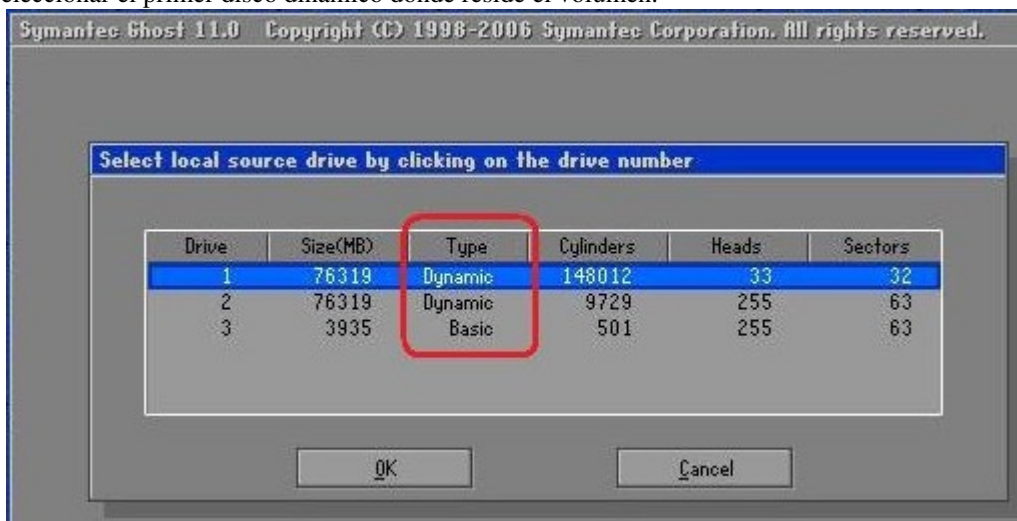 eleccionar el primer disco dinámico donde reside el volumen.
Symantec Ghost 11.0 Copyright (C) 1998-2006 Symantec Corporation. All rights reserved.
Select local source drive by clicking on the drive number
Drive Size(MB) Type Cylinders Heads Sectors
1 76319 Dynamic 148012 33 32
2 76319 Dynamic 9729 255 63
3 3935 Basic 501 255 63
OK Cancel